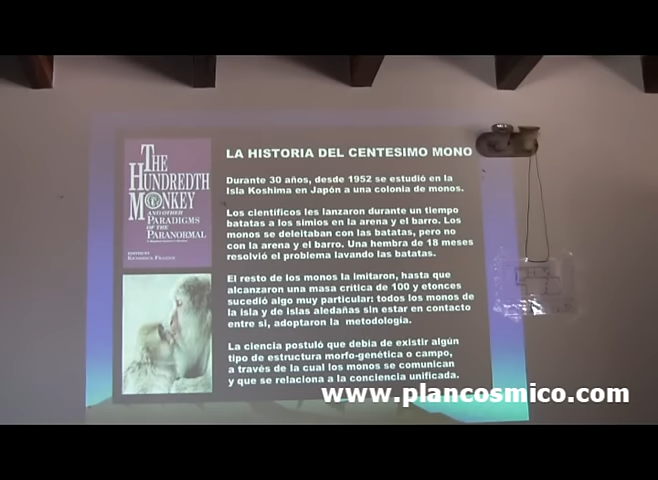 LA HISTORIA DEL CENTESIMO MONO
Durante 30 años, desde 1952 se estudió en la
Isla Koshima en Japón a una colonia de monos.
Los científicos les lanzaron durante un tiempo
batatas a los simios en la arena y el barro. Los
monos se deleitaban con las batatas, pero no
con la arena y el barro. Una hembra de 18 meses
resolvió el problema lavando las batatas.
El resto de los monos la imitaron, hasta que
alcanzaron una masa crítica de 100 y etonces
sucedió algo muy particular: todos los monos de
la isla y de islas aledañas sin estar en contacto
entre si, adoptaron la metodología.
La ciencia postuló que debía de existir algún
tipo de estructura morfo-genética o campo,
a través de la cual los monos se comunican
y que se relaciona a la conciencia unificada.
THE
HUNDREDTH
MONKEY
AND OTHER
PARADIGMS
OF THE
PARANORMAL
EDITED BY
KENDRICK FRAZIER
www.plancosmico.com